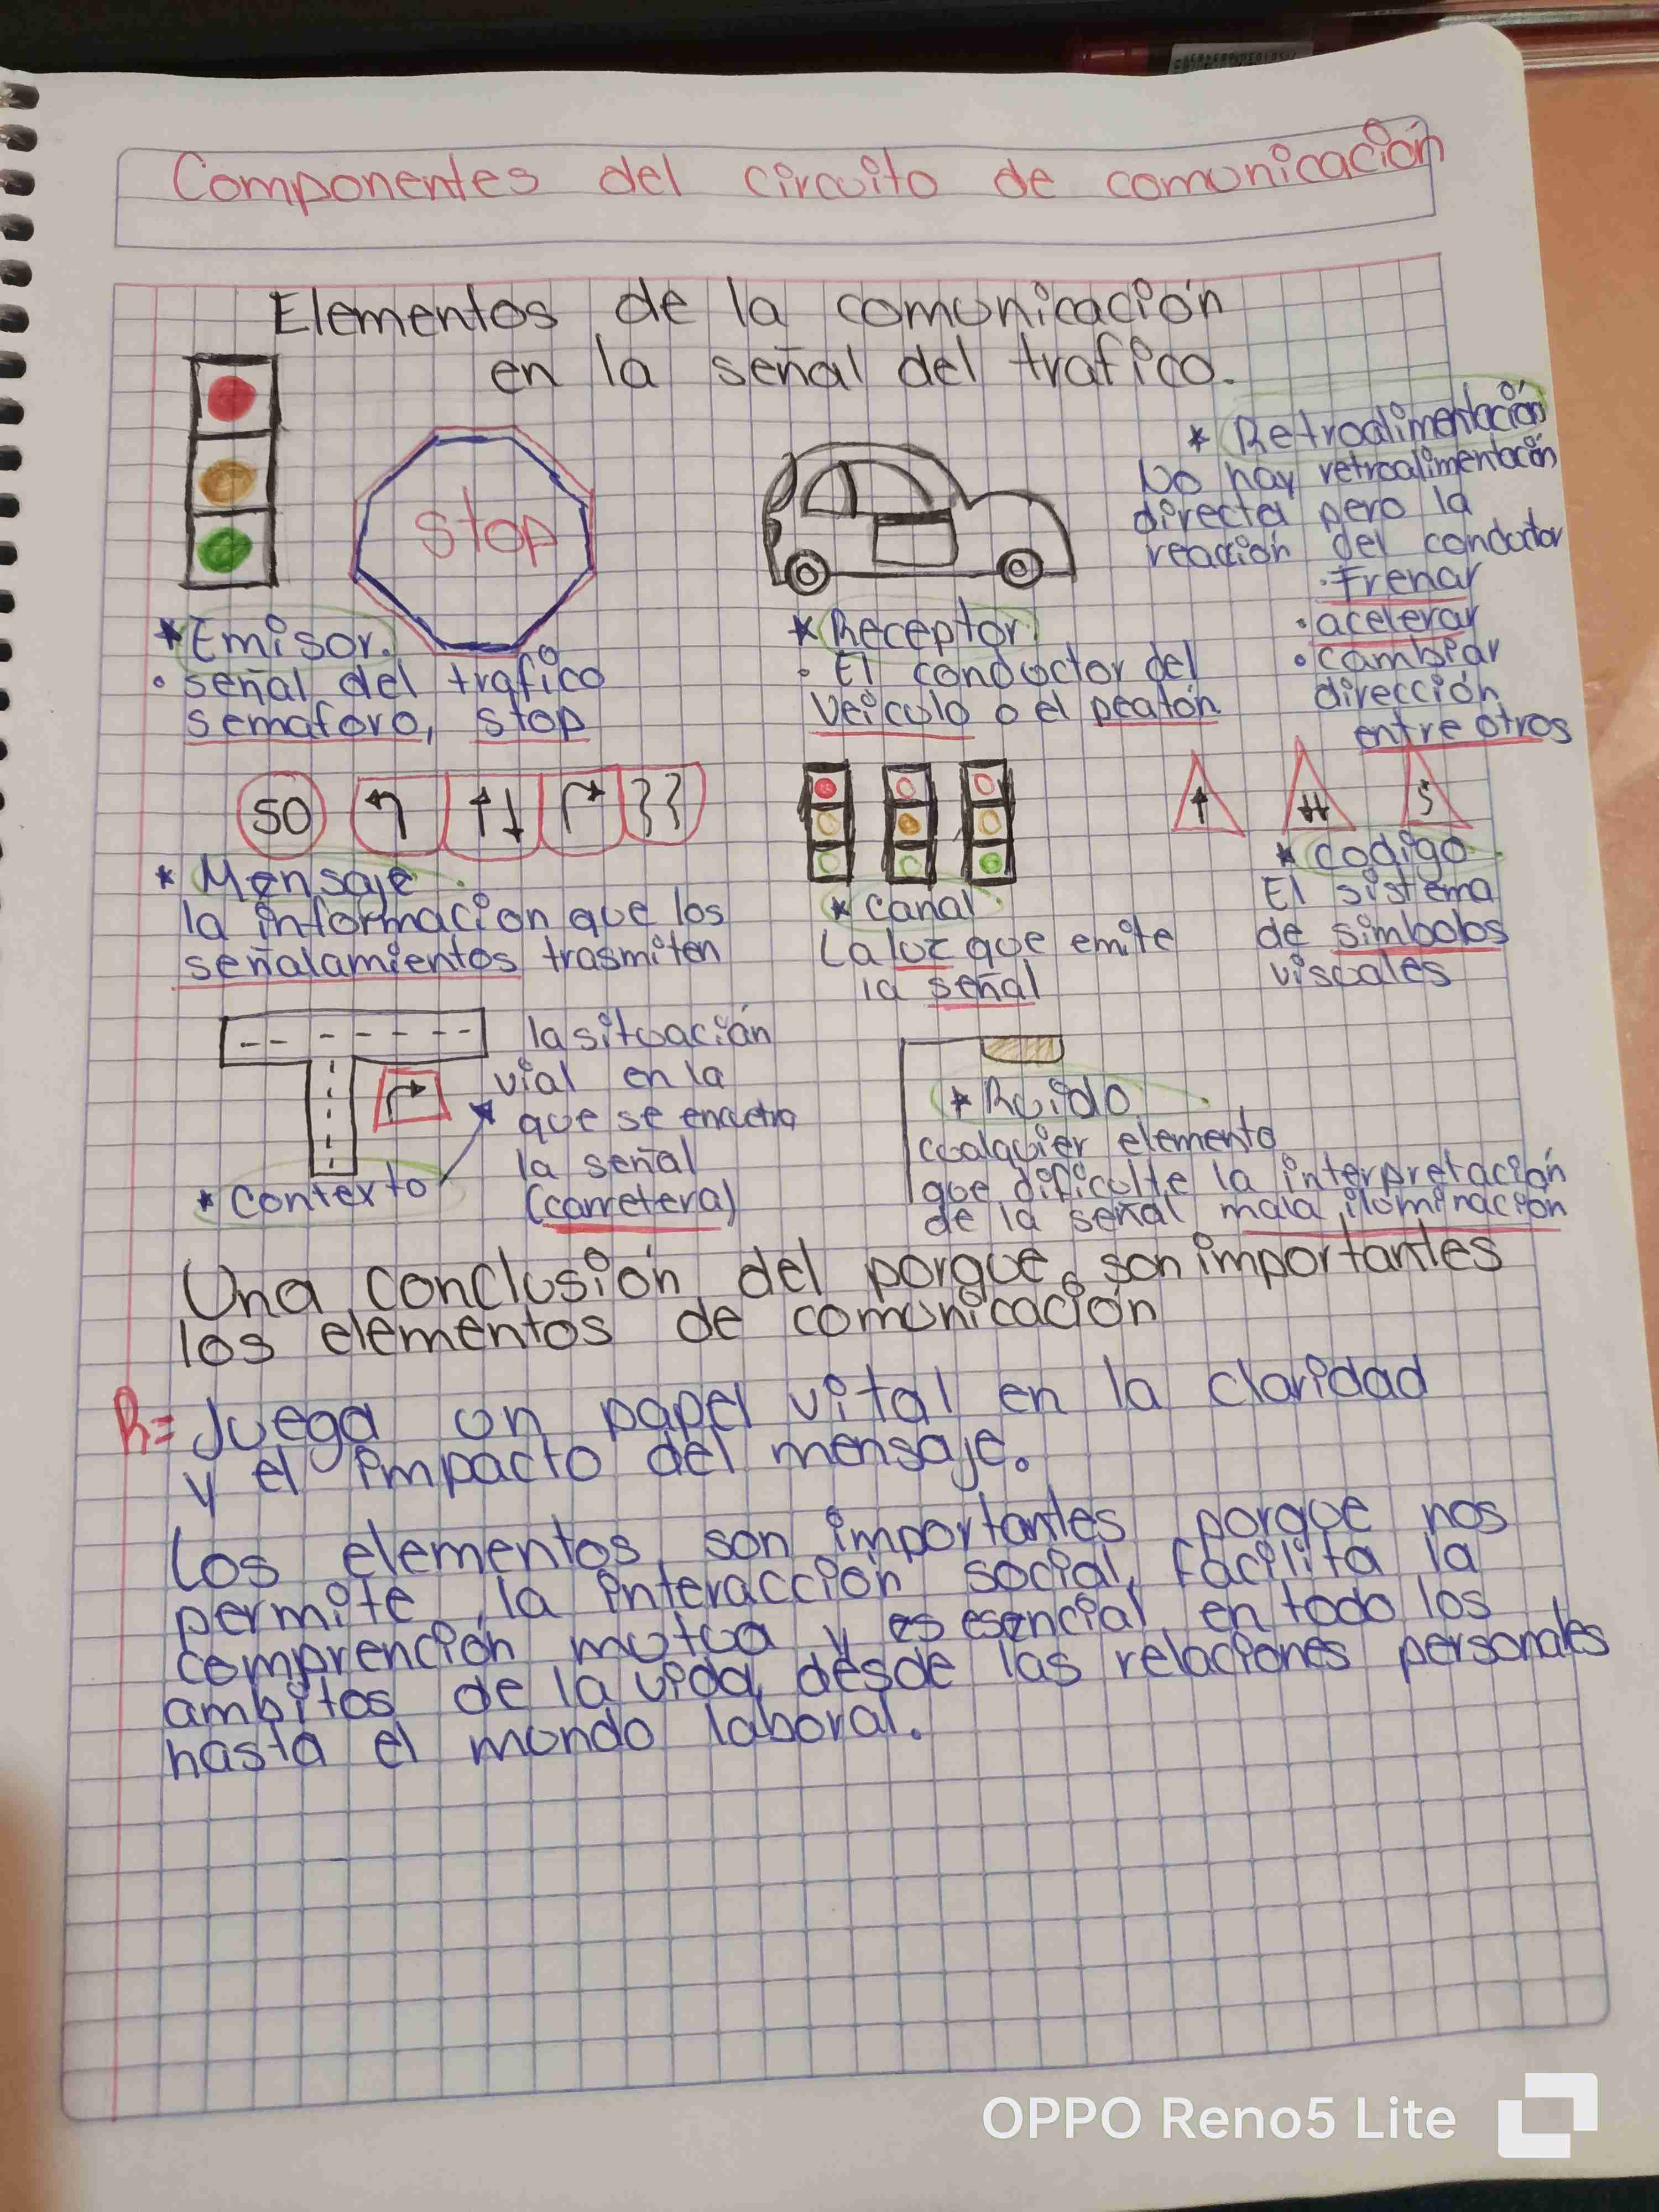 Componentes del circuito de comunicación
Elementos de la comunicación
en la señal del trafico.
stop
* Emisor.
• señal del trafico
semaforo, stop
* Receptor.
• El conductor del
veiculo o el peatón
* Retroalimentación
No hay retroalimentación
directa pero la
reacción del conductor
• frenar
• acelerar
• cambiar
dirección
entre otros
50
* Mensaje.
la informacion que los
señalamientos trasmiten
* canal.
La luz que emite
la señal
* codigo.
El sistema
de simbolos
visuales
* contexto
la situación
vial en la
que se
la señal
(carretera)
* Ruido.
cualquier elemento
que dificulte la interpretación
de la señal mala iluminación
Una conclusión del porque son importantes
los elementos de comunicación
R= Juega un papel vital en la claridad
y el impacto del mensaje.
Los elementos son importantes porque nos
permite la interacción social, facilita la
comprención mutua y es esencial en todo los
ambitos de la vida, desde las relaciones personales
hasta el mundo laboral.
OPPO Reno5 Lite